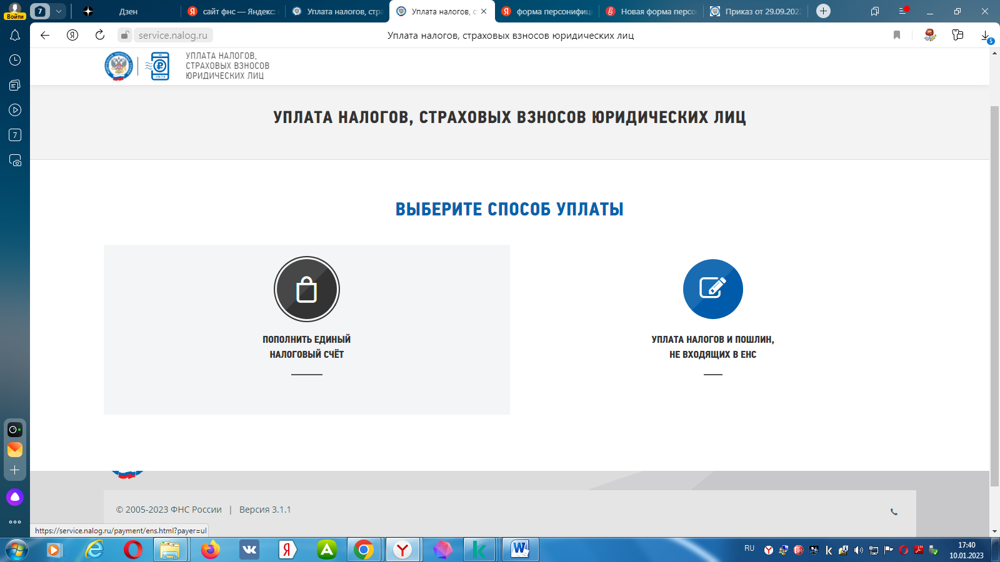 Войти
7
Дзен
сайт фнс — Яндекс:
Уплата налогов, стра
Уплата налогов, с
форма персонифиц
Новая форма персо
Приказ от 29.09.2022
service.nalog.ru
Уплата налогов, страховых взносов юридических лиц
5
7
УПЛАТА НАЛОГОВ,
СТРАХОВЫХ ВЗНОСОВ
ЮРИДИЧЕСКИХ ЛИЦ
УПЛАТА НАЛОГОВ, СТРАХОВЫХ ВЗНОСОВ ЮРИДИЧЕСКИХ ЛИЦ
ВЫБЕРИТЕ СПОСОБ УПЛАТЫ
ПОПОЛНИТЬ ЕДИНЫЙ
НАЛОГОВЫЙ СЧЁТ
УПЛАТА НАЛОГОВ И ПОШЛИН,
НЕ ВХОДЯЩИХ В ЕНС
© 2005-2023 ФНС России | Версия 3.1.1
https://service.nalog.ru/payment/ens.html?payer=ul
RU
17:40
10.01.2023